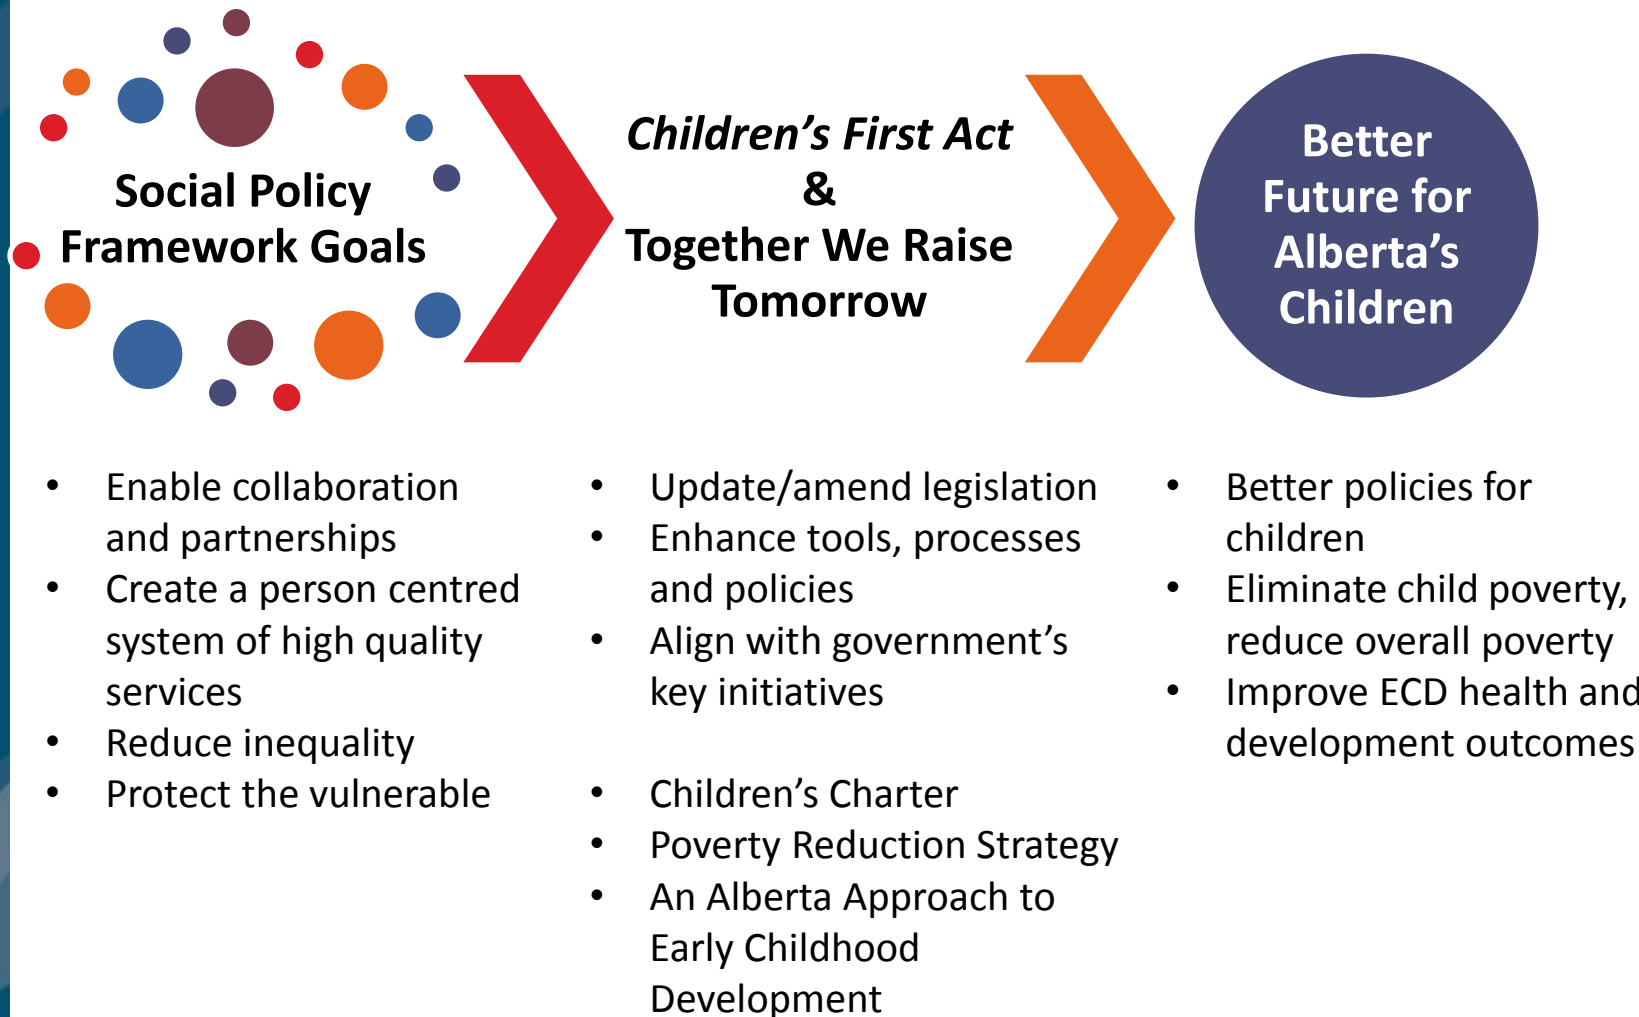 Social Policy
Framework Goals
Children’s First Act
&
Together We Raise
Tomorrow
Better
Future for
Alberta’s
Children
• Enable collaboration
and partnerships
• Create a person centred
system of high quality
services
• Reduce inequality
• Protect the vulnerable
• Update/amend legislation
• Enhance tools, processes
and policies
• Align with government’s
key initiatives
• Children’s Charter
• Poverty Reduction Strategy
• An Alberta Approach to
Early Childhood
Development
• Better policies for
children
• Eliminate child poverty,
reduce overall poverty
• Improve ECD health and
development outcomes